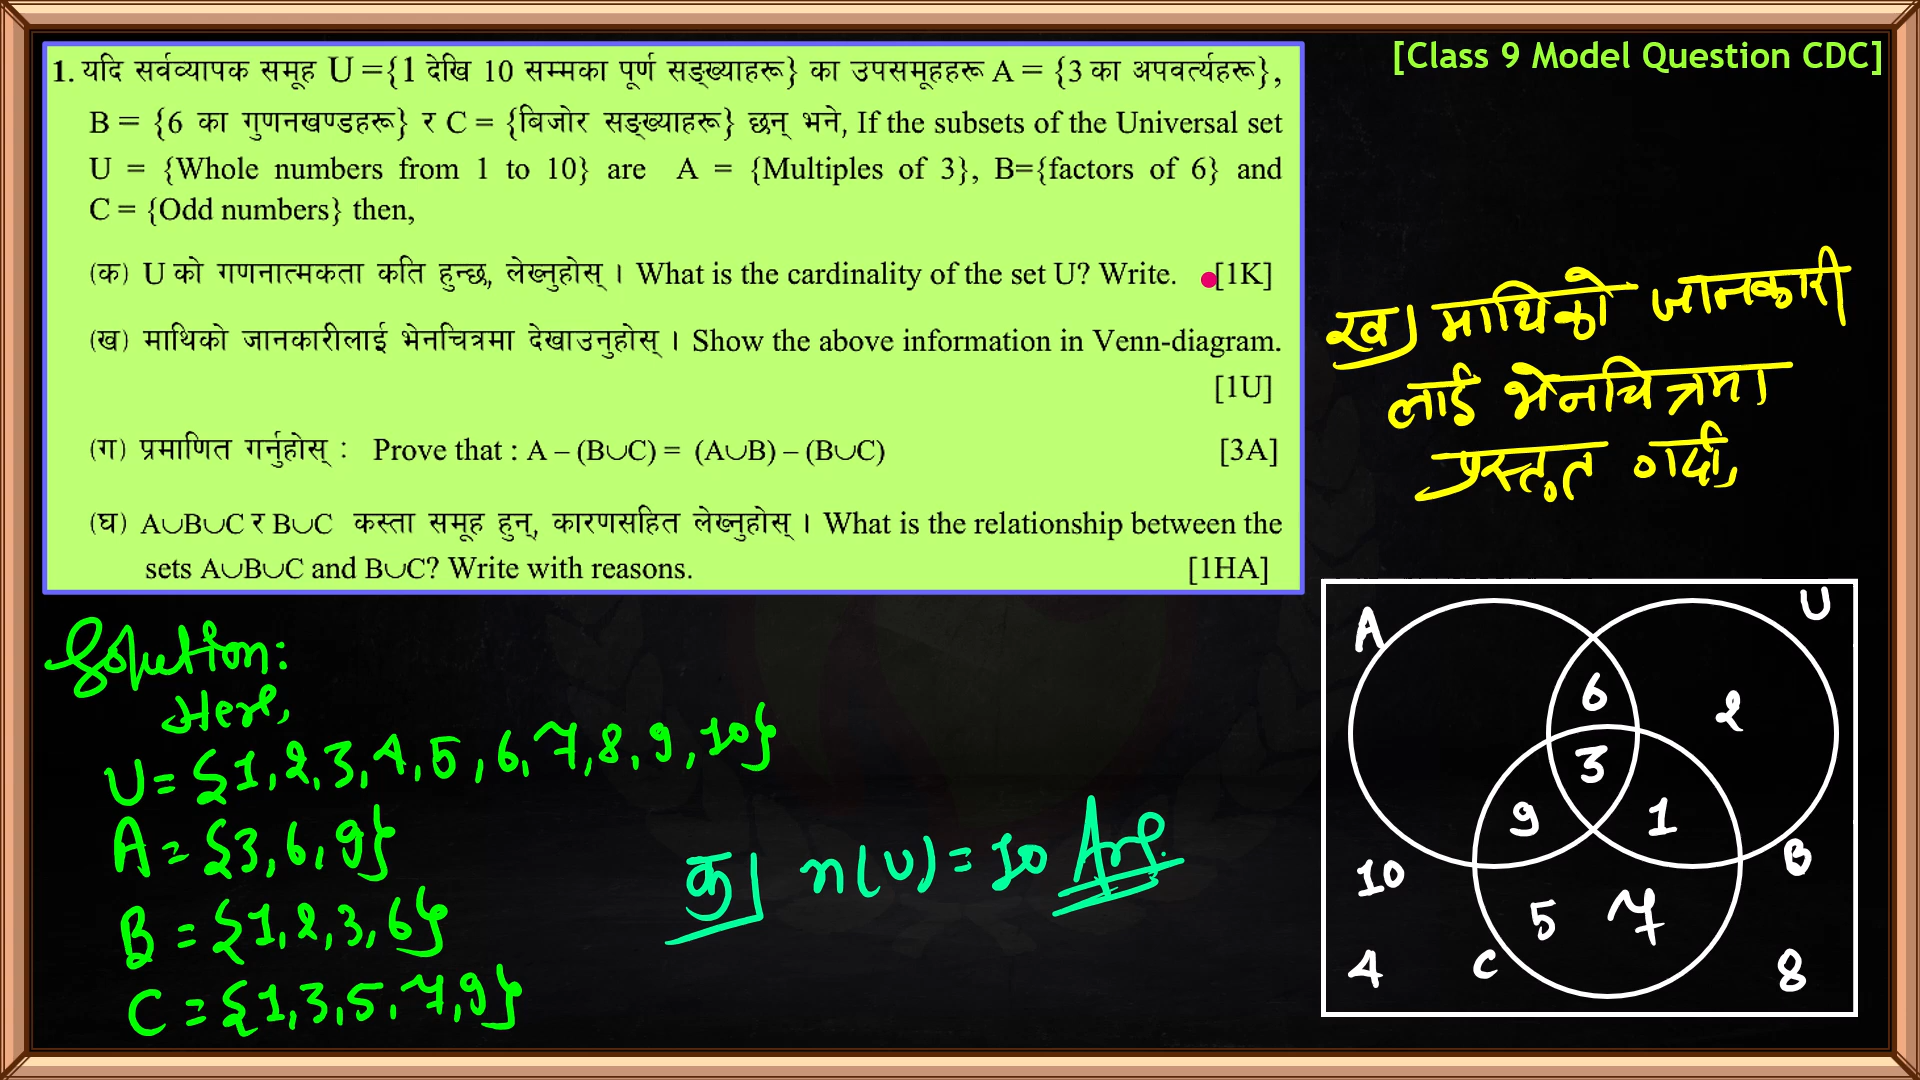 [Class 9 Model Question CDC]
1. यदि सर्वव्यापक समूह U ={1 देखि 10 सम्मका पूर्ण सङ्ख्याहरू} का उपसमूहहरू A = {3 का अपवर्त्यहरू},
B = {6 का गुणनखण्डहरू} र C = {बिजोर सङ्ख्याहरू} छन् भने, If the subsets of the Universal set
U = {Whole numbers from 1 to 10} are A = {Multiples of 3}, B={factors of 6} and
C = {Odd numbers} then,
(क) U को गणनात्मकता कति हुन्छ, लेख्नुहोस् । What is the cardinality of the set U? Write. [1K]
(ख) माथिको जानकारीलाई भेनचित्रमा देखाउनुहोस् । Show the above information in Venn-diagram.
[1U]
(ग) प्रमाणित गर्नुहोस् : Prove that : A – (B∪C) = (A∪B) – (B∪C) [3A]
(घ) A∪B∪C र B∪C कस्ता समूह हुन्, कारणसहित लेख्नुहोस् । What is the relationship between the
sets A∪B∪C and B∪C? Write with reasons. [1HA]
Solution:
Here,
U = {1, 2, 3, 4, 5, 6, 7, 8, 9, 10}
A = {3, 6, 9}
B = {1, 2, 3, 6}
C = {1, 3, 5, 7, 9}
क) n(U) = 10 Ans.
ख) माथिको जानकारी
लाई भेनचित्रमा
प्रस्तुत गर्दा,
A U
6 2
3
9 1
10 B
5 7
4 C 8